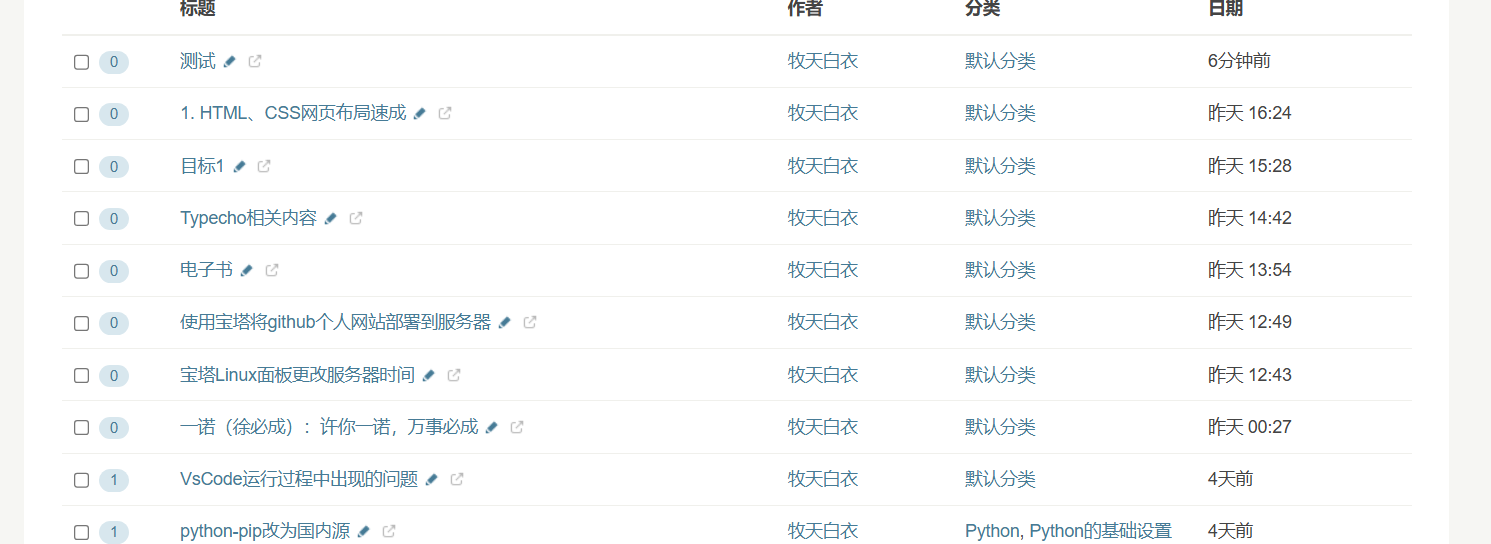 标题 作者 分类 日期
0 测试 牧天白衣 默认分类 6分钟前
0 1. HTML、CSS网页布局速成 牧天白衣 默认分类 昨天 16:24
0 目标1 牧天白衣 默认分类 昨天 15:28
0 Typecho相关内容 牧天白衣 默认分类 昨天 14:42
0 电子书 牧天白衣 默认分类 昨天 13:54
0 使用宝塔将github个人网站部署到服务器 牧天白衣 默认分类 昨天 12:49
0 宝塔Linux面板更改服务器时间 牧天白衣 默认分类 昨天 12:43
0 一诺（徐必成）：许你一诺，万事必成 牧天白衣 默认分类 昨天 00:27
1 VsCode运行过程中出现的问题 牧天白衣 默认分类 4天前
1 python-pip改为国内源 牧天白衣 Python, Python的基础设置 4天前